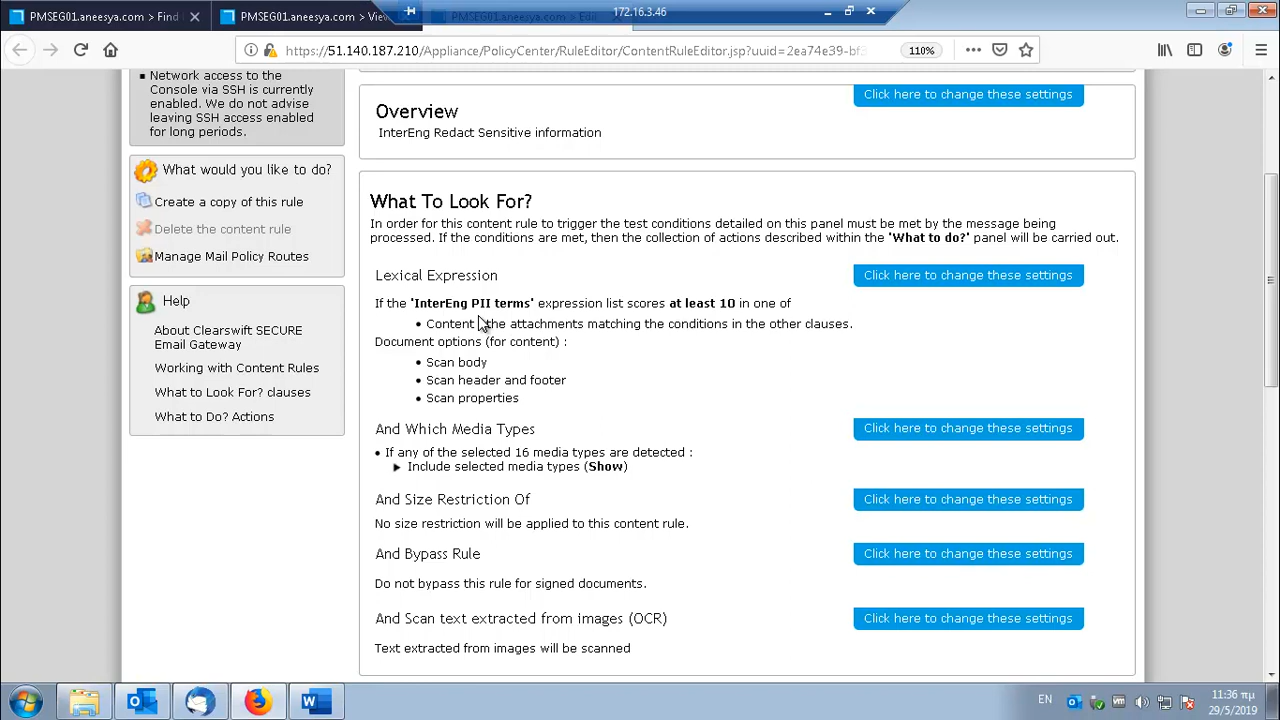 172.16.3.46
PMSEG01.aneesya.com > Find
PMSEG01.aneesya.com > View
PMSEG01.aneesya.com > Edi
https://51.140.187.210/Appliance/PolicyCenter/RuleEditor/ContentRuleEditor.jsp?uuid=2ea74e39-bf3
110%
Network access to the
Console via SSH is currently
enabled. We do not advise
leaving SSH access enabled
for long periods.
What would you like to do?
Create a copy of this rule
Delete the content rule
Manage Mail Policy Routes
Help
About Clearswift SECURE
Email Gateway
Working with Content Rules
What to Look For? clauses
What to Do? Actions
Click here to change these settings
Overview
InterEng Redact Sensitive information
What To Look For?
In order for this content rule to trigger the test conditions detailed on this panel must be met by the message being
processed. If the conditions are met, then the collection of actions described within the 'What to do?' panel will be carried out.
Lexical Expression
Click here to change these settings
If the 'InterEng PII terms' expression list scores at least 10 in one of
• Content the attachments matching the conditions in the other clauses.
Document options (for content) :
• Scan body
• Scan header and footer
• Scan properties
And Which Media Types
Click here to change these settings
• If any of the selected 16 media types are detected :
Include selected media types (Show)
And Size Restriction Of
Click here to change these settings
No size restriction will be applied to this content rule.
And Bypass Rule
Click here to change these settings
Do not bypass this rule for signed documents.
And Scan text extracted from images (OCR)
Click here to change these settings
Text extracted from images will be scanned
EN
11:36 πμ
29/5/2019